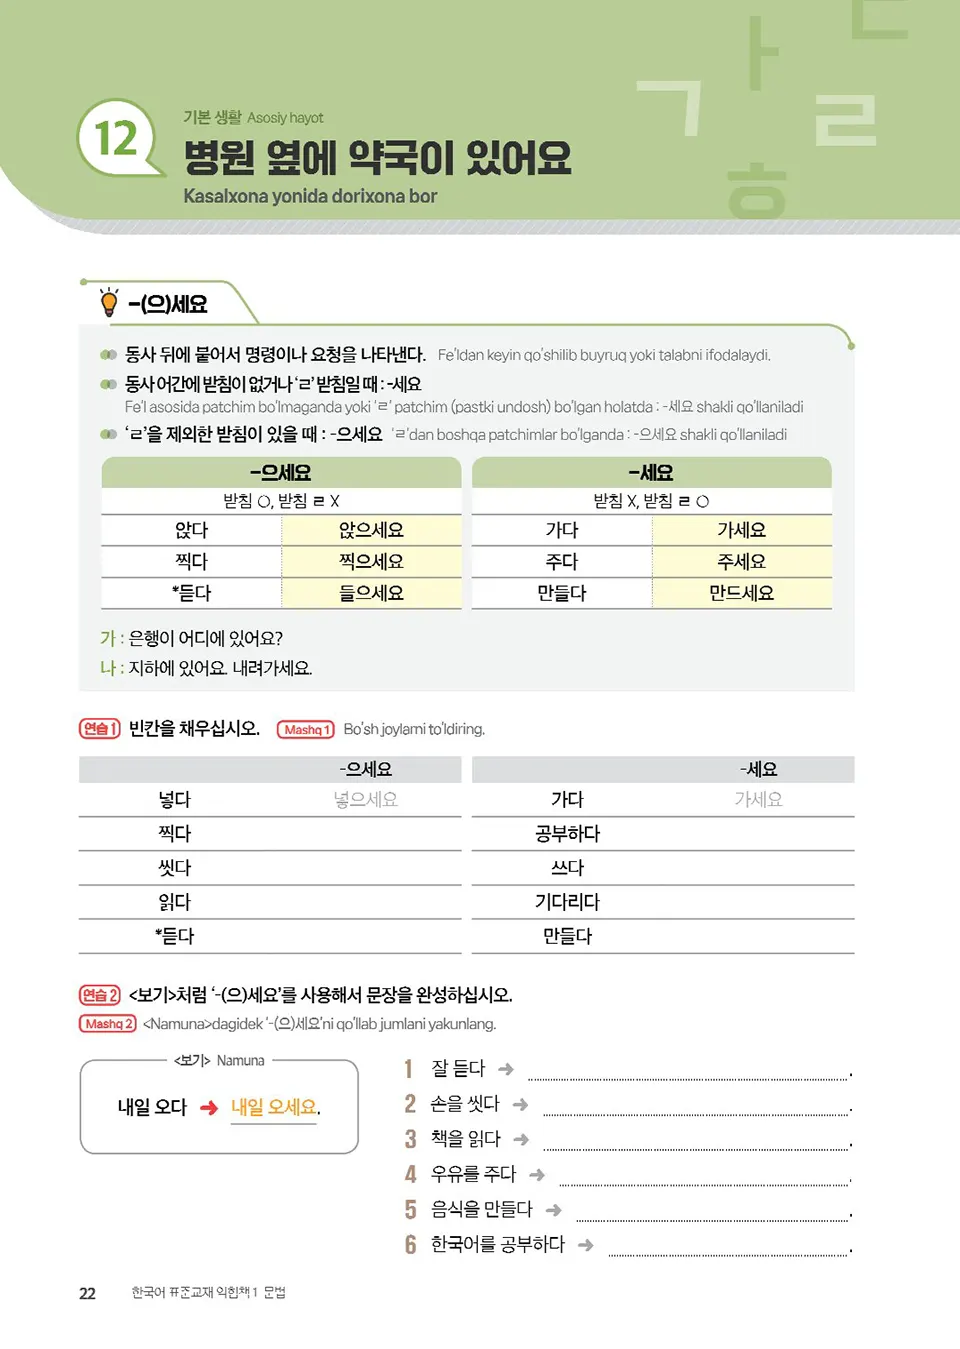 12
기본 생활 Asosiy hayot
병원 옆에 약국이 있어요
Kasalxona yonida dorixona bor
ㄱ ㅏ ㄷ ㄹ ㅎ
-(으)세요
동사 뒤에 붙어서 명령이나 요청을 나타낸다. Fe'ldan keyin qo'shilib buyruq yoki talabni ifodalaydi.
동사 어간에 받침이 없거나 'ㄹ' 받침일 때 : -세요
Fe'l asosida patchim bo'lmaganda yoki 'ㄹ' patchim (pastki undosh) bo'lgan holatda : -세요 shakli qo'llaniladi
'ㄹ'을 제외한 받침이 있을 때 : -으세요 'ㄹ'dan boshqa patchimlar bo'lganda : -으세요 shakli qo'llaniladi
-으세요 -세요
받침 O, 받침 ㄹ X 받침 X, 받침 ㄹ O
앉다 앉으세요 가다 가세요
찍다 찍으세요 주다 주세요
*듣다 들으세요 만들다 만드세요
가 : 은행이 어디에 있어요?
나 : 지하에 있어요. 내려가세요.
연습 1 빈칸을 채우십시오. Mashq 1 Bo'sh joylarni to'ldiring.
-으세요 -세요
넣다 넣으세요 가다 가세요
찍다 공부하다
씻다 쓰다
읽다 기다리다
*듣다 만들다
연습 2 <보기>처럼 '-(으)세요'를 사용해서 문장을 완성하십시오.
Mashq 2 <Namuna>dagidek '-(으)세요'ni qo'llab jumlani yakunlang.
<보기> Namuna
내일 오다 ➜ 내일 오세요.
1 잘 듣다 ➜ .
2 손을 씻다 ➜ .
3 책을 읽다 ➜ .
4 우유를 주다 ➜ .
5 음식을 만들다 ➜ .
6 한국어를 공부하다 ➜ .
22 한국어 표준교재 익힘책 1 문법